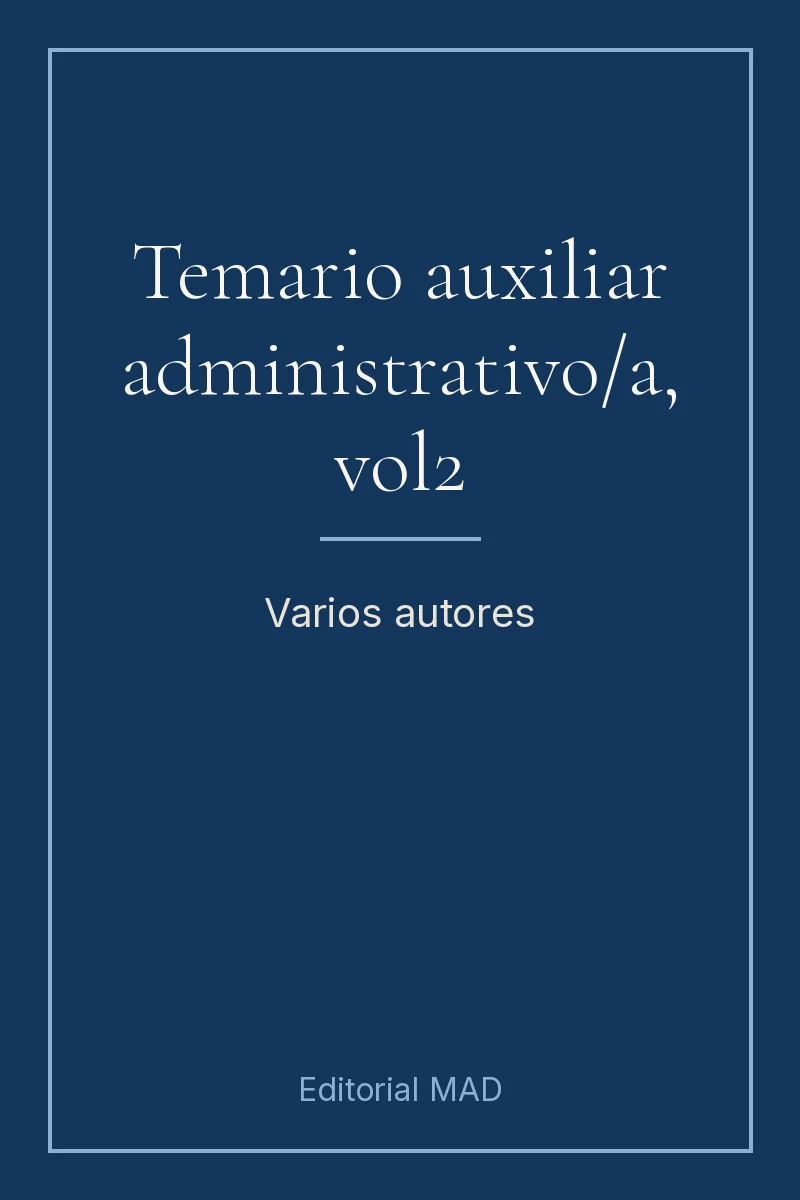 Temario auxiliar
administrativo/a,
vol2
Varios autores
Editorial MAD